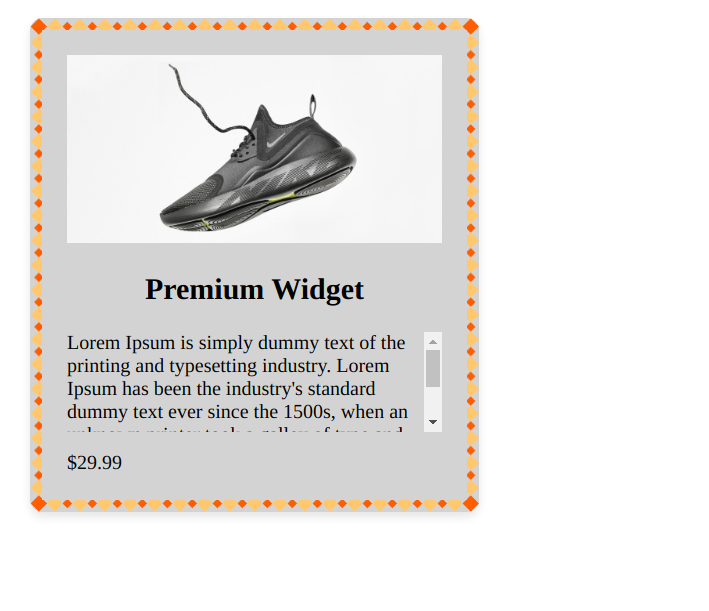 Premium Widget
Lorem Ipsum is simply dummy text of the
printing and typesetting industry. Lorem
Ipsum has been the industry's standard
dummy text ever since the 1500s, when an
$29.99